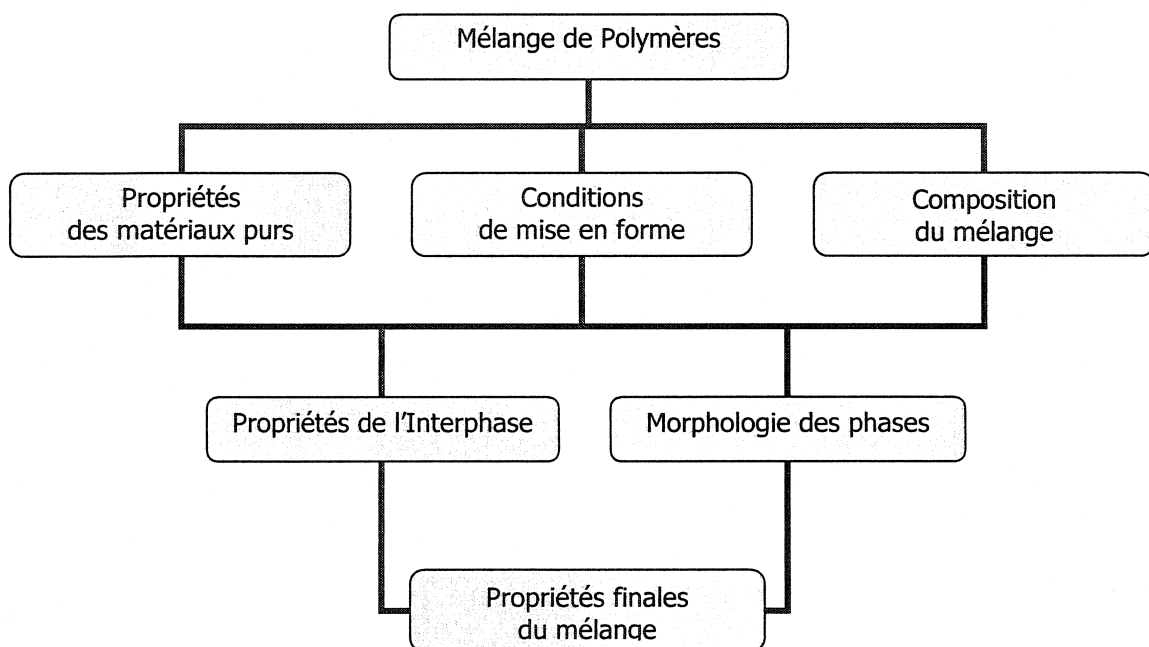 Mélange de Polymères
Propriétés
des matériaux purs
Conditions
de mise en forme
Composition
du mélange
Propriétés de l'Interphase
Morphologie des phases
Propriétés finales
du mélange